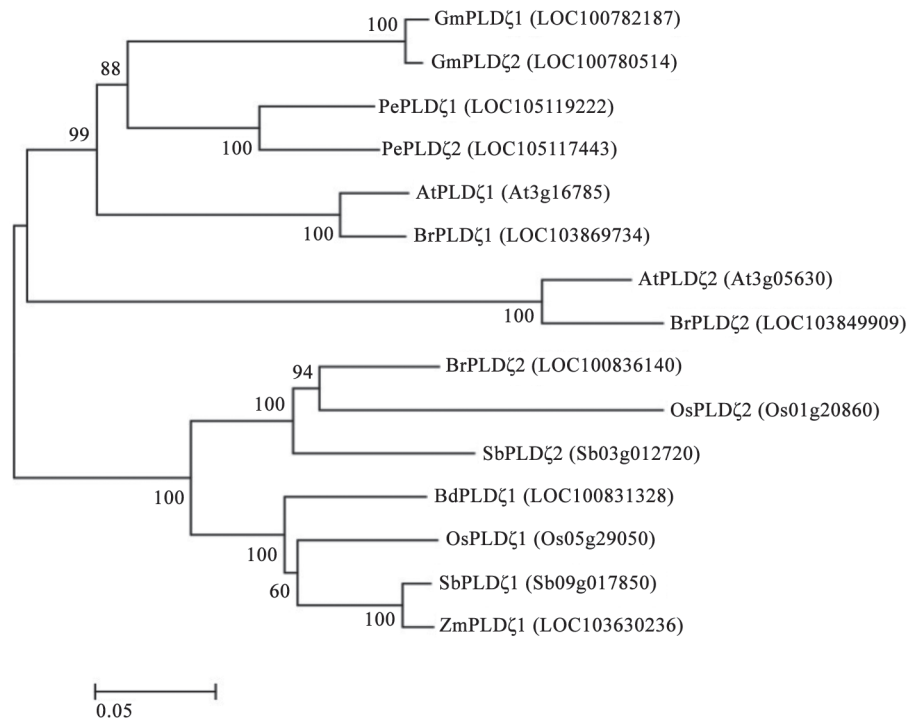 100 GmPLDζ1 (LOC100782187)
GmPLDζ2 (LOC100780514)
88
PePLDζ1 (LOC105119222)
99
100 PePLDζ2 (LOC105117443)
AtPLDζ1 (At3g16785)
100 BrPLDζ1 (LOC103869734)
AtPLDζ2 (At3g05630)
100 BrPLDζ2 (LOC103849909)
94 BrPLDζ2 (LOC100836140)
100 OsPLDζ2 (Os01g20860)
SbPLDζ2 (Sb03g012720)
100 BdPLDζ1 (LOC100831328)
OsPLDζ1 (Os05g29050)
100
60 SbPLDζ1 (Sb09g017850)
100 ZmPLDζ1 (LOC103630236)
0.05